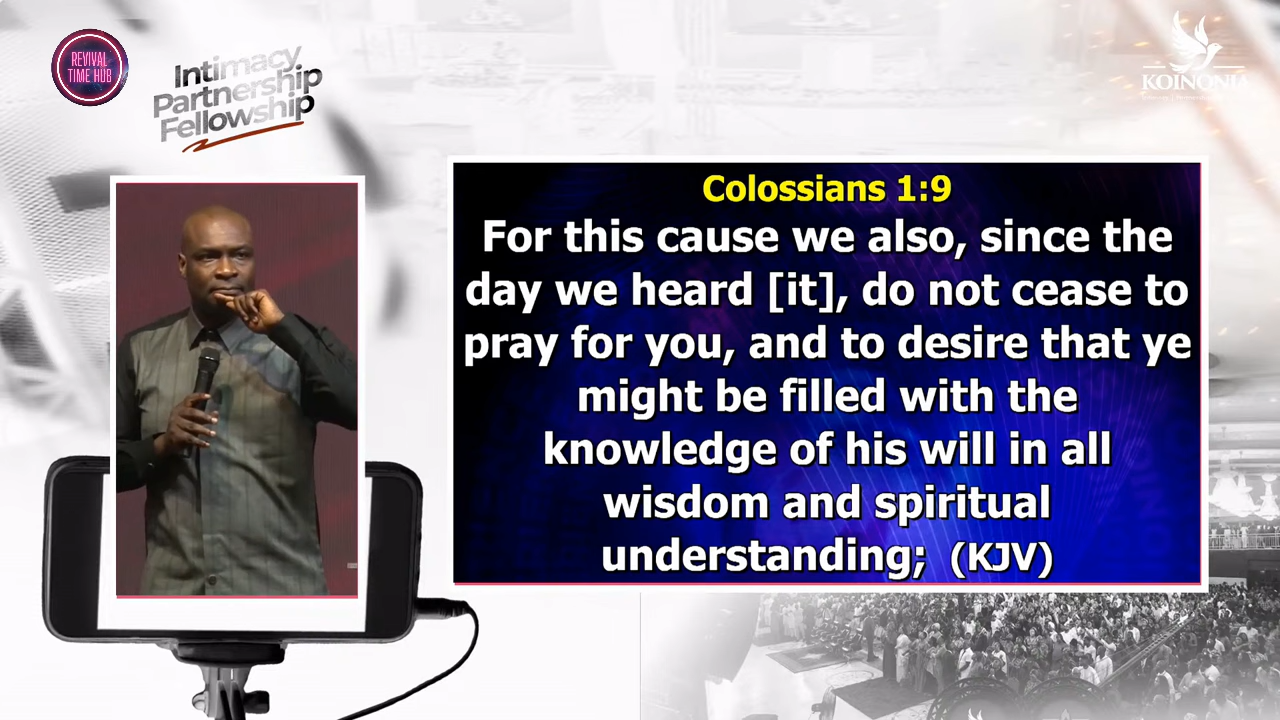 REVIVAL
TIME HUB
Intimacy
Partnership
Fellowship
KOINONIA
Colossians 1:9
For this cause we also, since the
day we heard [it], do not cease to
pray for you, and to desire that ye
might be filled with the
knowledge of his will in all
wisdom and spiritual
understanding; (KJV)